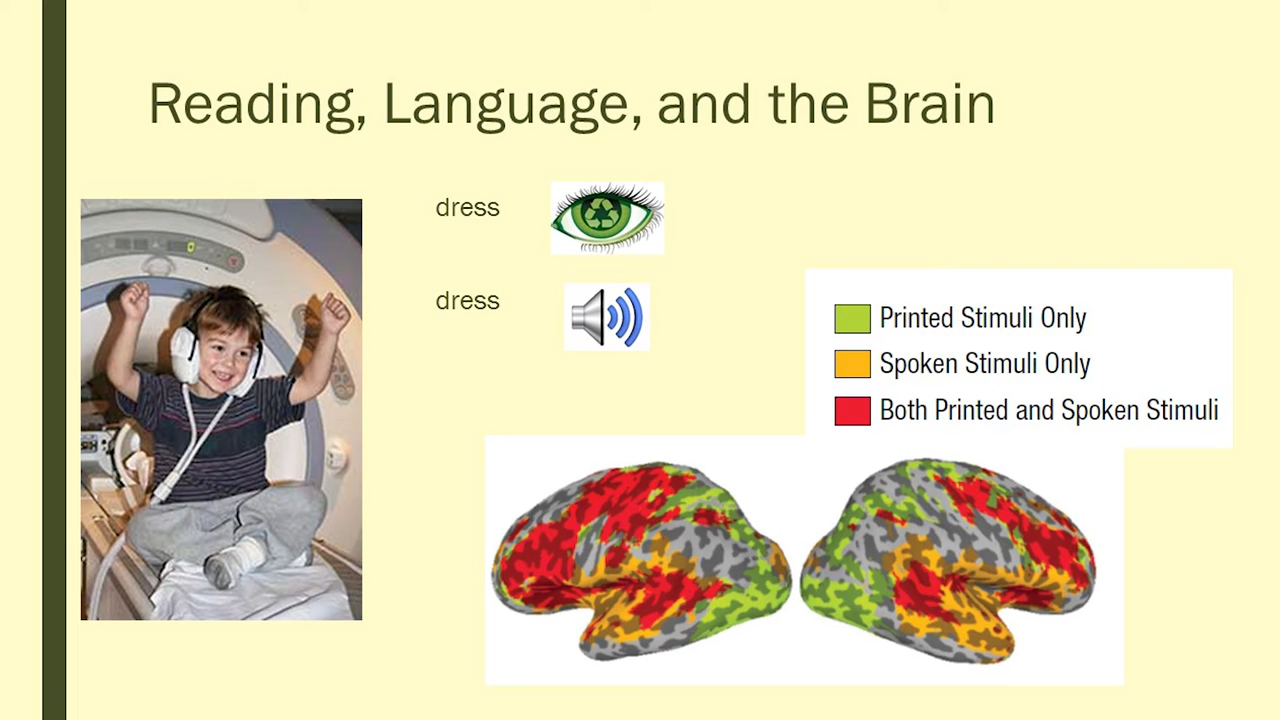 Reading, Language, and the Brain
dress
dress
Printed Stimuli Only
Spoken Stimuli Only
Both Printed and Spoken Stimuli